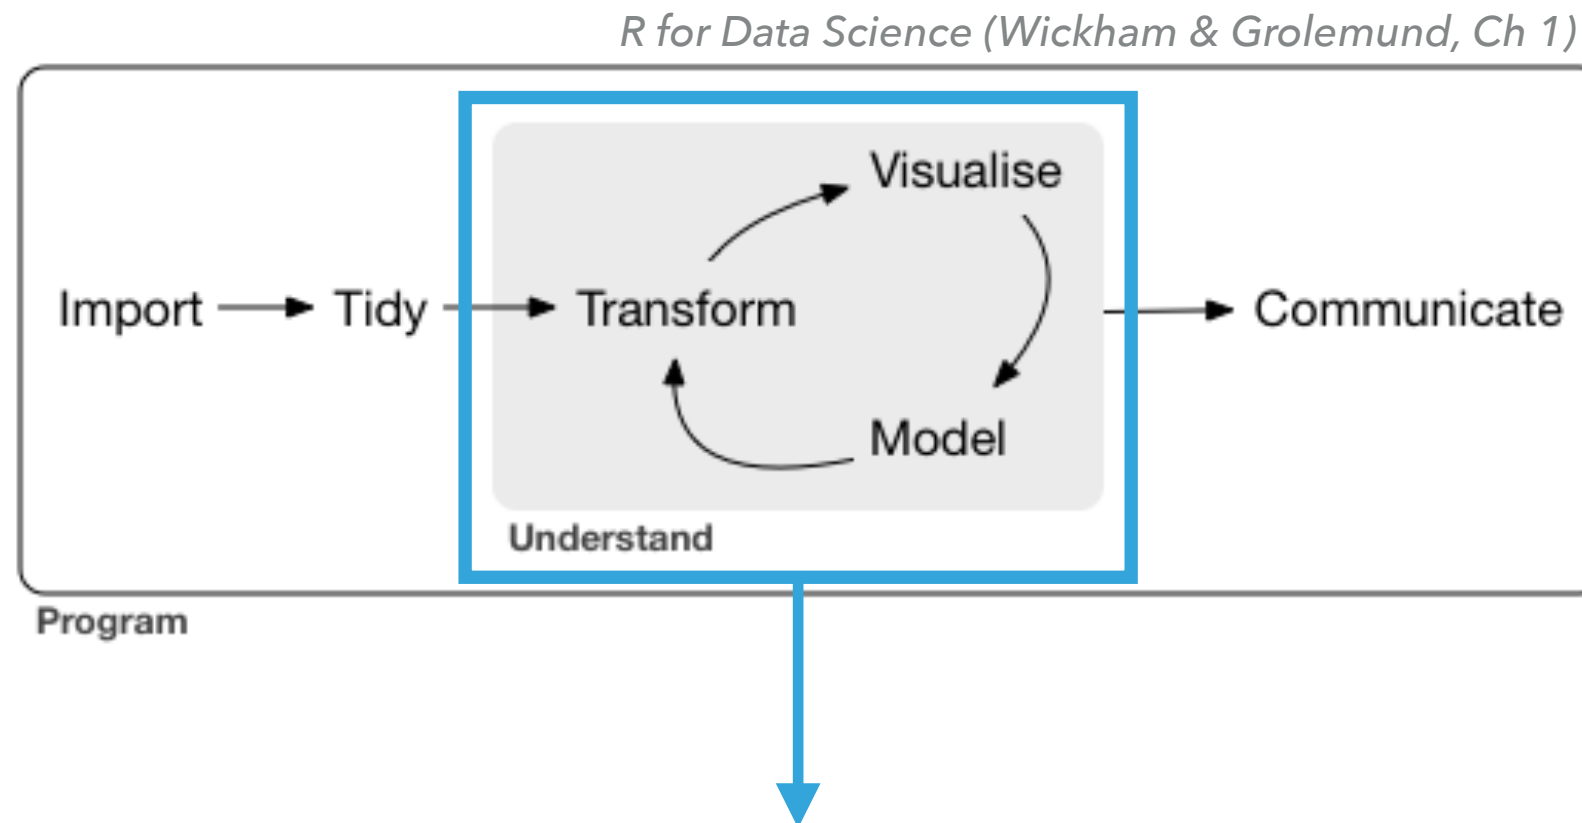 R for Data Science (Wickham & Grolemund, Ch 1)
Visualise
Import
Tidy
Transform
Communicate
Model
Understand
Program